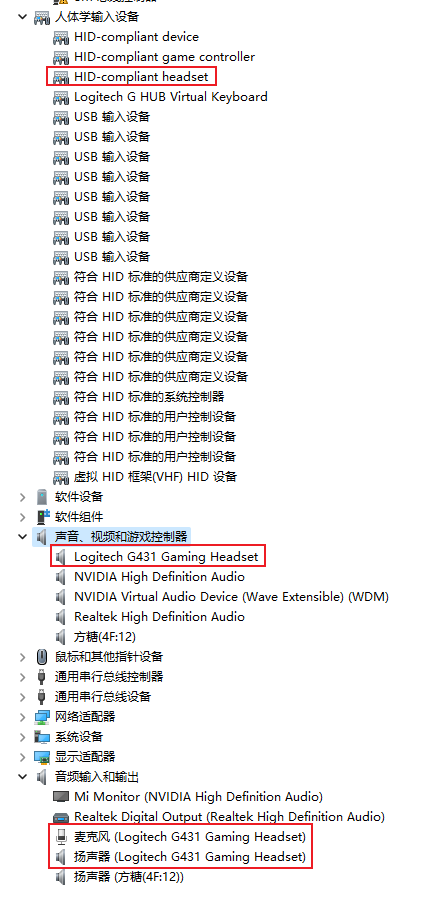 人体学输入设备
HID-compliant device
HID-compliant game controller
HID-compliant headset
Logitech G HUB Virtual Keyboard
USB 输入设备
USB 输入设备
USB 输入设备
USB 输入设备
USB 输入设备
USB 输入设备
USB 输入设备
USB 输入设备
符合 HID 标准的供应商定义设备
符合 HID 标准的供应商定义设备
符合 HID 标准的供应商定义设备
符合 HID 标准的供应商定义设备
符合 HID 标准的供应商定义设备
符合 HID 标准的供应商定义设备
符合 HID 标准的系统控制器
符合 HID 标准的用户控制设备
符合 HID 标准的用户控制设备
符合 HID 标准的用户控制设备
虚拟 HID 框架(VHF) HID 设备
软件设备
软件组件
声音、视频和游戏控制器
Logitech G431 Gaming Headset
NVIDIA High Definition Audio
NVIDIA Virtual Audio Device (Wave Extensible) (WDM)
Realtek High Definition Audio
方糖(4F:12)
鼠标和其他指针设备
通用串行总线控制器
通用串行总线设备
网络适配器
系统设备
显示适配器
音频输入和输出
Mi Monitor (NVIDIA High Definition Audio)
Realtek Digital Output (Realtek High Definition Audio)
麦克风 (Logitech G431 Gaming Headset)
扬声器 (Logitech G431 Gaming Headset)
扬声器 (方糖(4F:12))